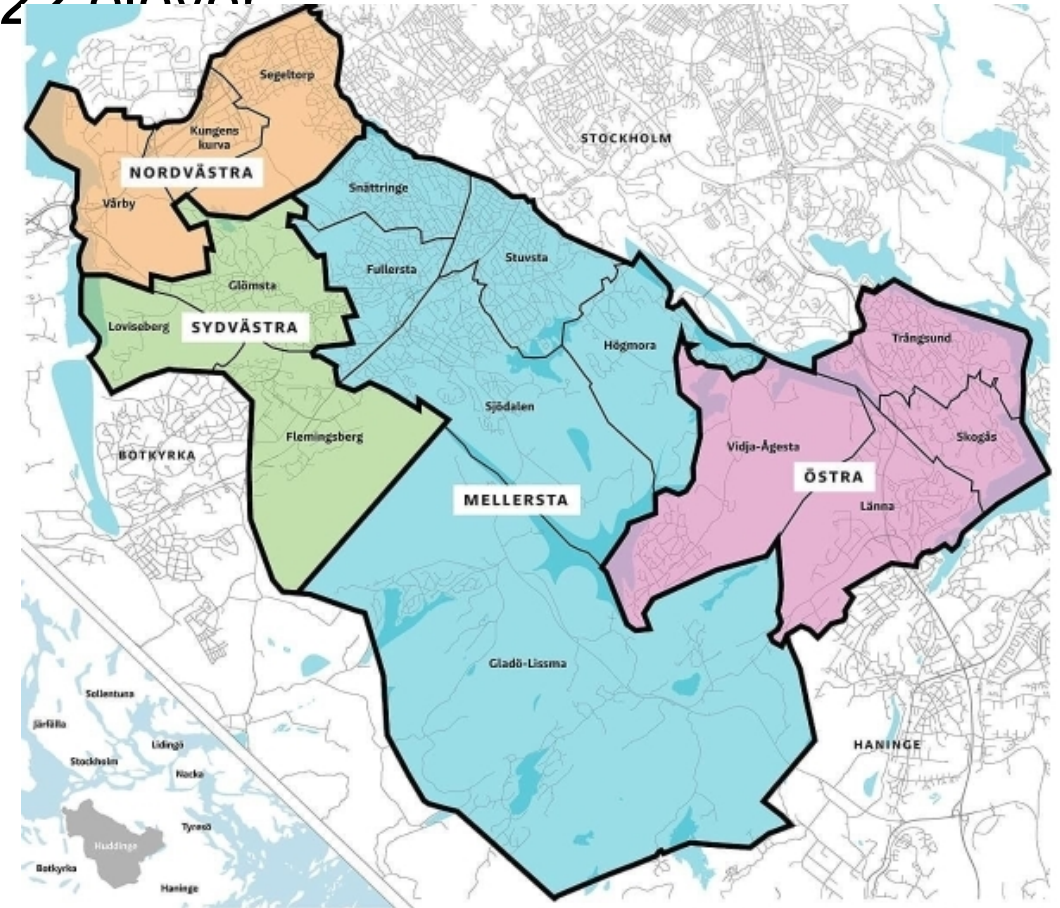 Segeltorp
Kungens
kurva
NORDVÄSTRA
Vårby
STOCKHOLM
Snättringe
Fullersta
Stuvsta
Glömsta
Loviseberg
SYDVÄSTRA
Högmora
Trångsund
Sjödalen
Flemingsberg
BOTKYRKA
MELLERSTA
Vidja-Ågesta
Skogås
ÖSTRA
Länna
Gladö-Lissma
HANINGE
Sollentuna
Järfälla
Lidingö
Stockholm
Nacka
Tyresö
Huddinge
Botkyrka
Haninge